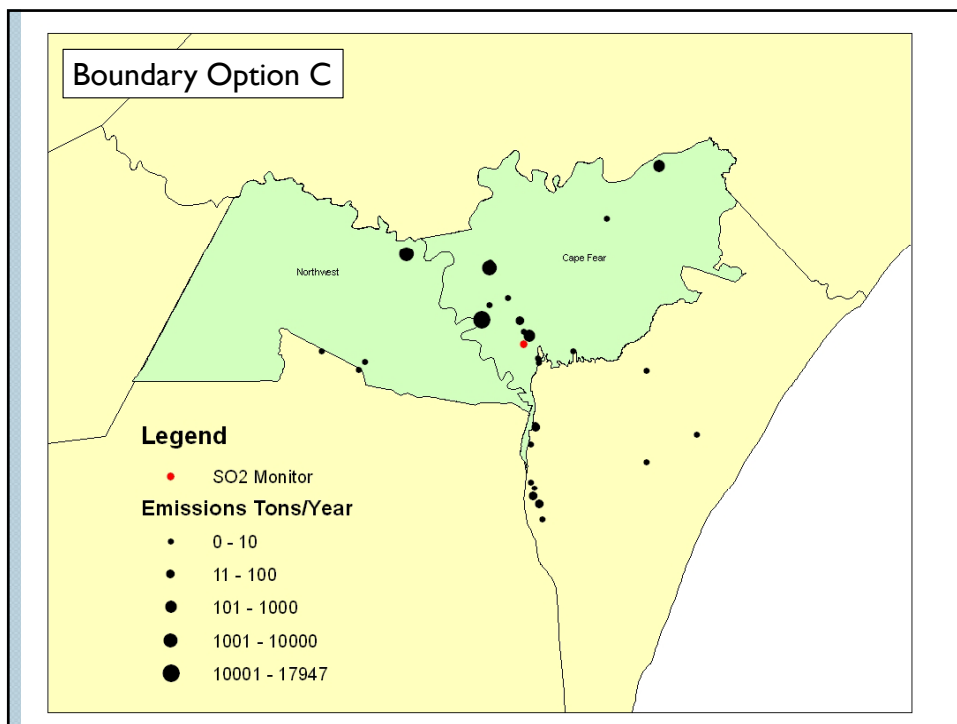 Boundary Option C
Northwest
Cape Fear
Legend
SO2 Monitor
Emissions Tons/Year
0 - 10
11 - 100
101 - 1000
1001 - 10000
10001 - 17947